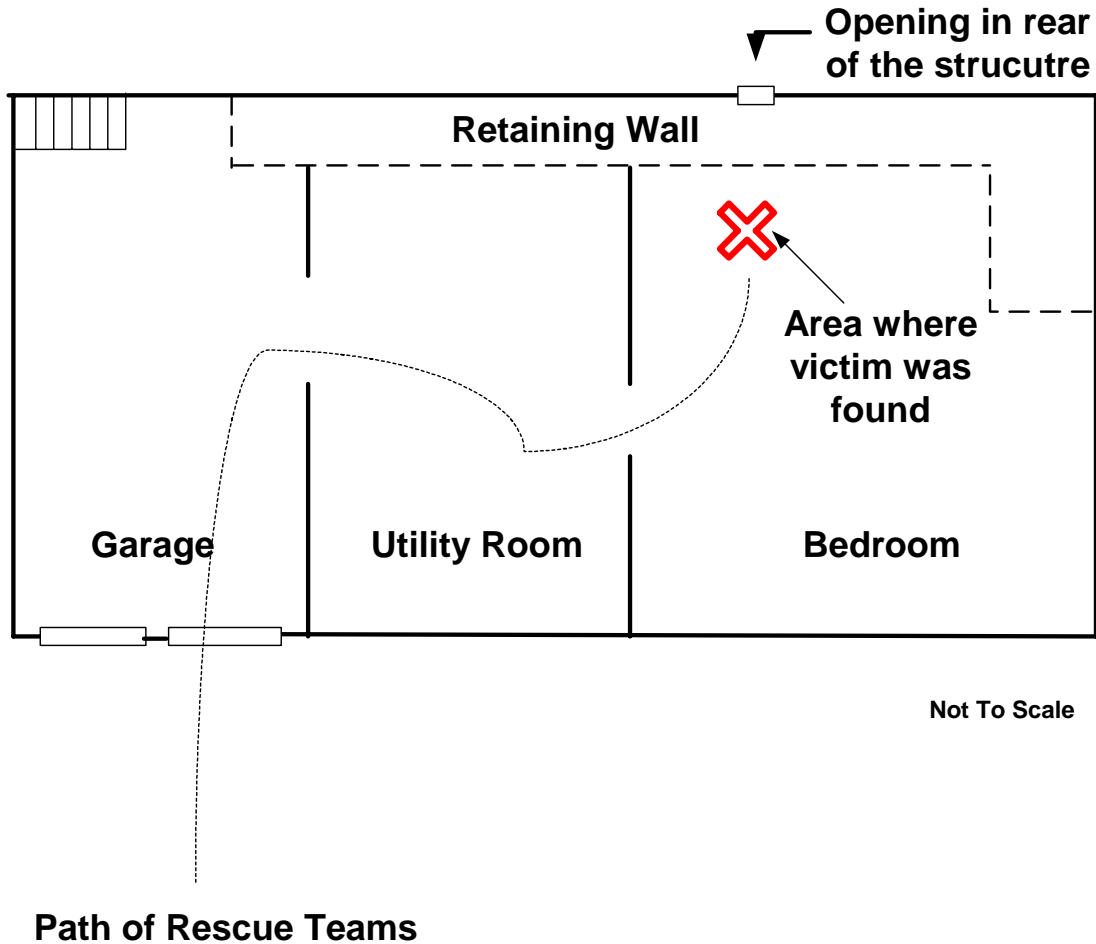 Opening in rear
of the strucutre
Retaining Wall
Area where
victim was
found
Garage
Utility Room
Bedroom
Not To Scale
Path of Rescue Teams